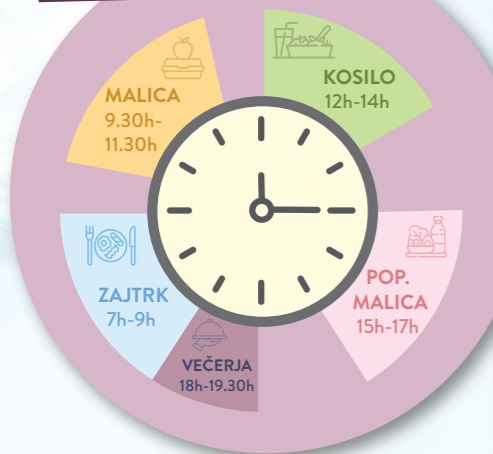 MALICA
9.30h-
11.30h
KOSILO
12h-14h
ZAJTRK
7h-9h
POP.
MALICA
15h-17h
VEČERJA
18h-19.30h